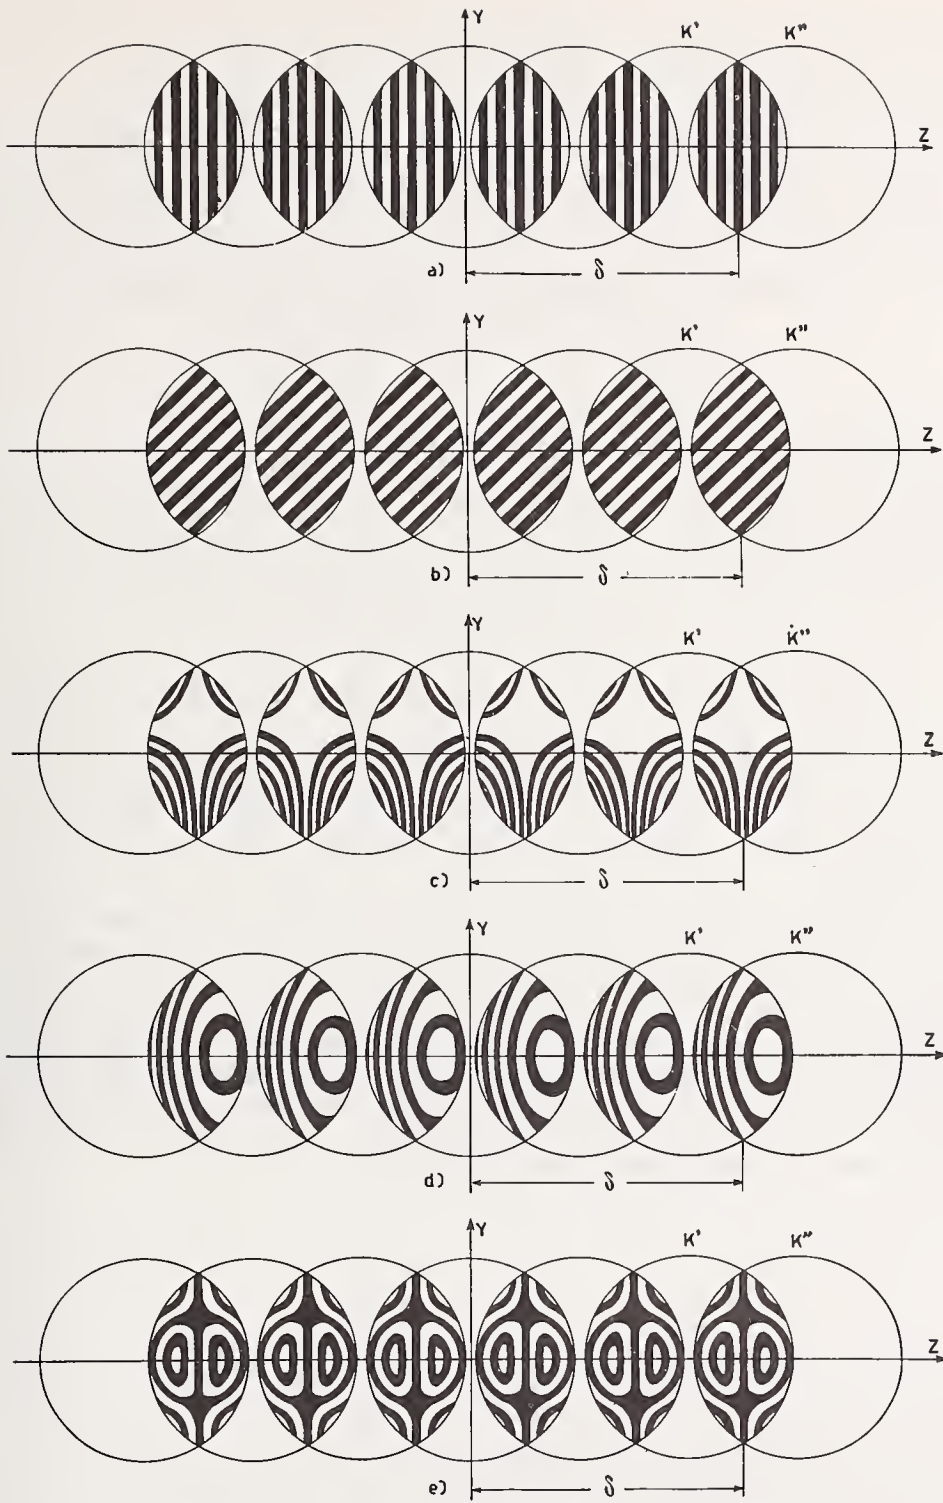 Y K' K"
Z
a) δ
Y K' K"
Z
b) δ
Y K' K"
Z
c) δ
Y K' K"
Z
d) δ
Y K' K"
Z
e) δ